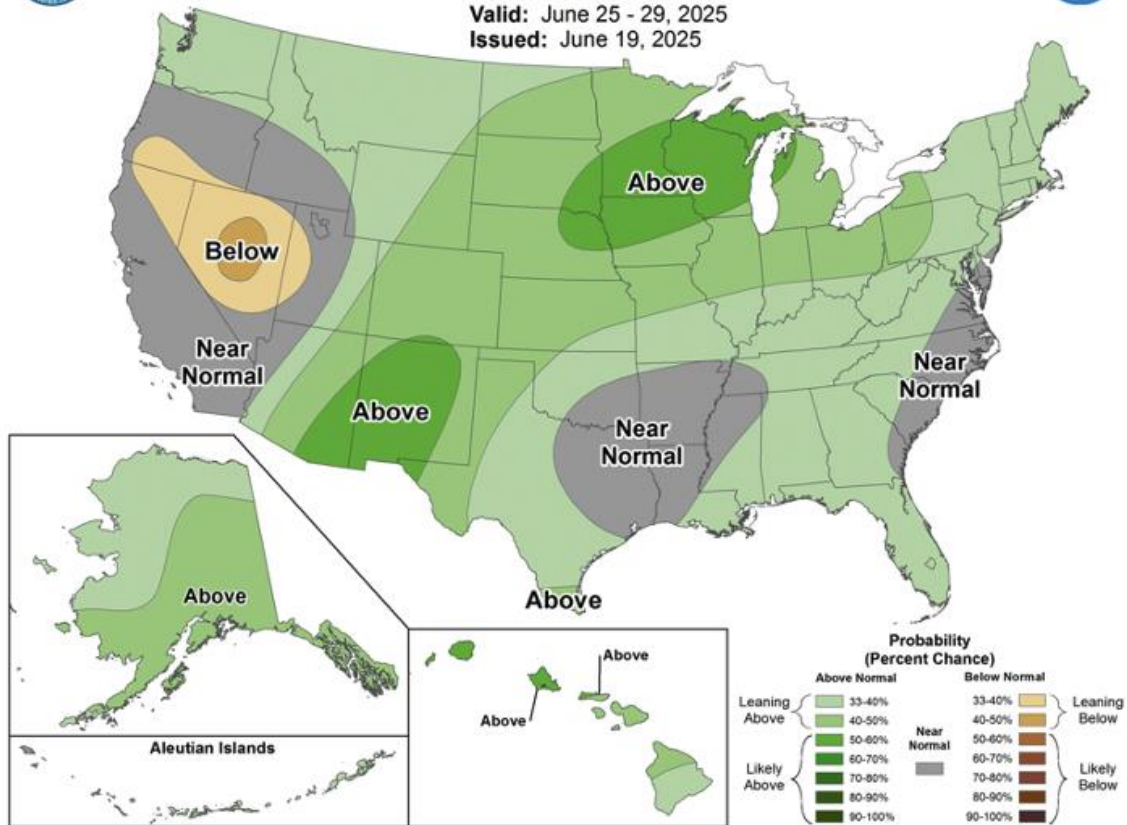 Valid: June 25 - 29, 2025
Issued: June 19, 2025
Above
Below
Near
Normal
Near
Normal
Above
Near
Normal
Above
Above
Above
Above
Aleutian Islands
Probability
(Percent Chance)
Above Normal
Below Normal
Leaning
Above
33-40%
40-50%
Likely
Above
50-60%
60-70%
70-80%
80-90%
90-100%
Near
Normal
33-40%
40-50%
Leaning
Below
50-60%
60-70%
70-80%
80-90%
90-100%
Likely
Below